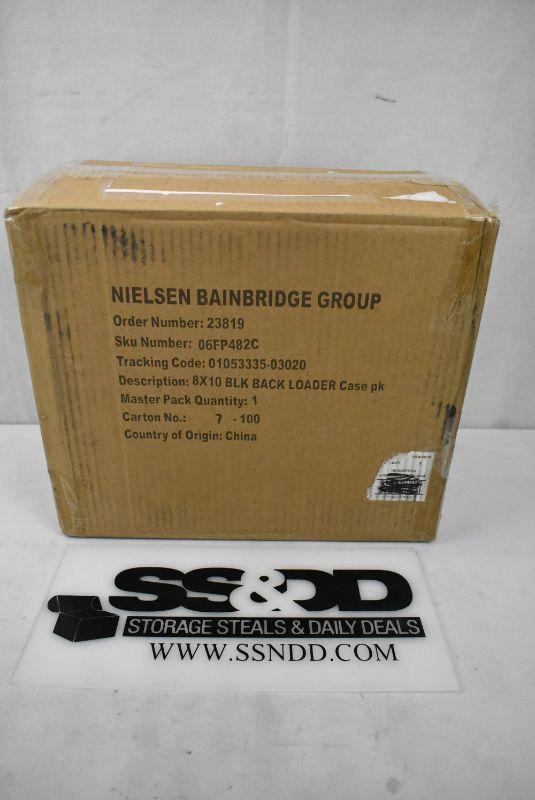 NIELSEN BAINBRIDGE GROUP
Order Number: 23819
Sku Number: 06FP482C
Tracking Code: 01053335-03020
Description: 8X10 BLK BACK LOADER Case pk
Master Pack Quantity: 1
Carton No.: 7 - 100
Country of Origin: China
SS&DD
STORAGE STEALS & DAILY DEALS
WWW.SSNDD.COM